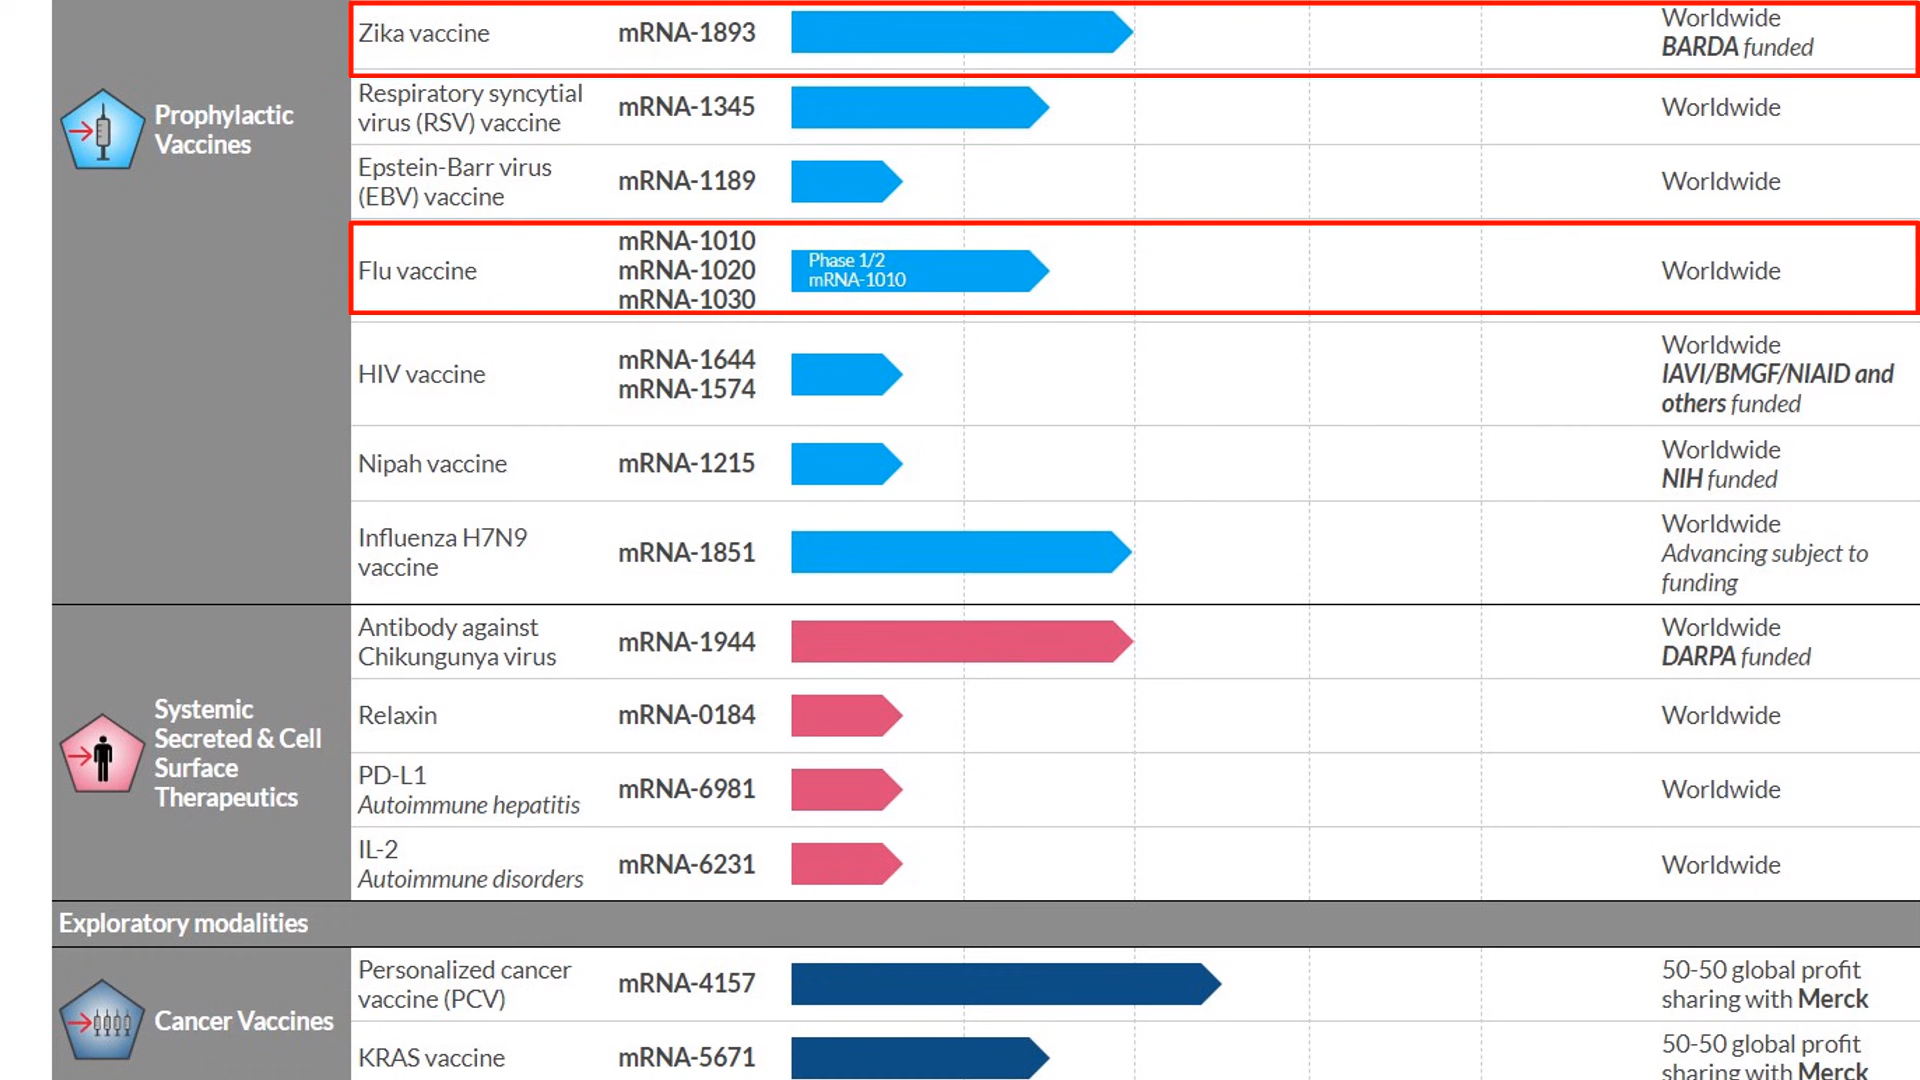 Prophylactic
Vaccines
Zika vaccine
mRNA-1893
Worldwide
BARDA funded
Respiratory syncytial
virus (RSV) vaccine
mRNA-1345
Worldwide
Epstein-Barr virus
(EBV) vaccine
mRNA-1189
Worldwide
Flu vaccine
mRNA-1010
mRNA-1020
mRNA-1030
Phase 1/2
mRNA-1010
Worldwide
HIV vaccine
mRNA-1644
mRNA-1574
Worldwide
IAVI/BMGF/NIAID and
others funded
Nipah vaccine
mRNA-1215
Worldwide
NIH funded
Influenza H7N9
vaccine
mRNA-1851
Worldwide
Advancing subject to
funding
Systemic
Secreted & Cell
Surface
Therapeutics
Antibody against
Chikungunya virus
mRNA-1944
Worldwide
DARPA funded
Relaxin
mRNA-0184
Worldwide
PD-L1
Autoimmune hepatitis
mRNA-6981
Worldwide
IL-2
Autoimmune disorders
mRNA-6231
Worldwide
Exploratory modalities
Cancer Vaccines
Personalized cancer
vaccine (PCV)
mRNA-4157
50-50 global profit
sharing with Merck
KRAS vaccine
mRNA-5671
50-50 global profit
sharing with Merck